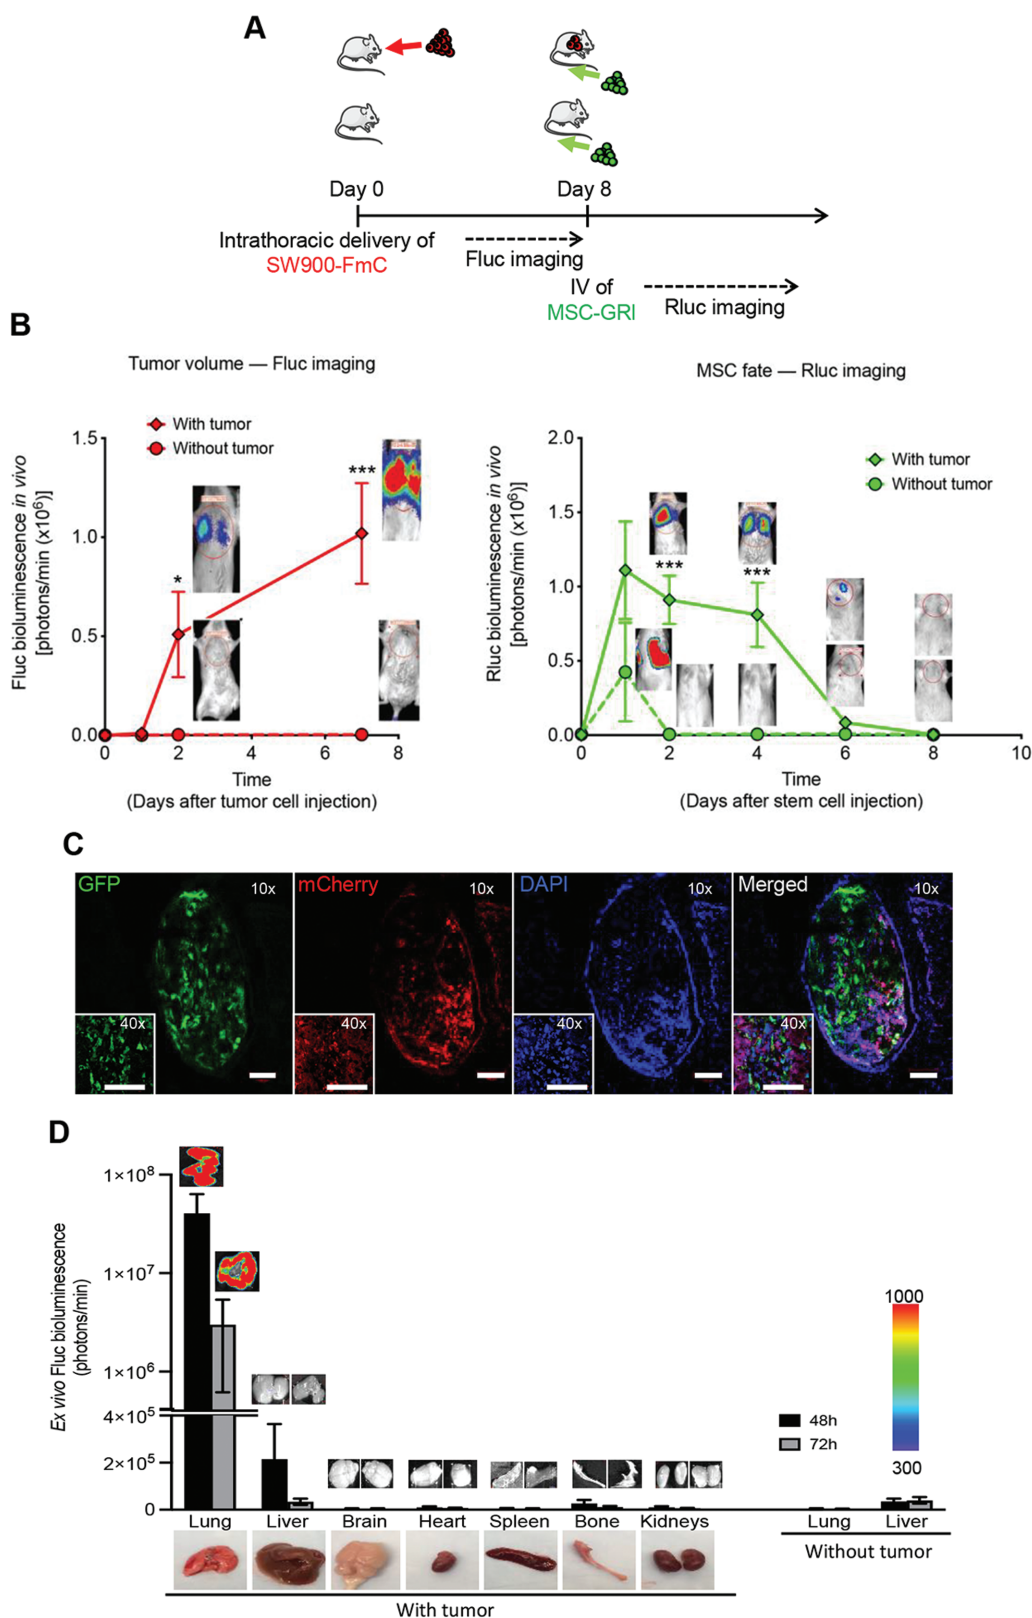 A
Day 0
Day 8
Intrathoracic delivery of
SW900-FmC
Fluc imaging
IV of
MSC-GRl
Rluc imaging
B
Tumor volume — Fluc imaging
With tumor
Without tumor
Fluc bioluminescence in vivo
[photons/min (x10⁶)]
1.5
1.0
0.5
0.0
*
***
0
2
4
6
8
Time
(Days after tumor cell injection)
MSC fate — Rluc imaging
With tumor
Without tumor
Rluc bioluminescence in vivo
[photons/min (x10⁶)]
2.0
1.5
1.0
0.5
0.0
***
***
0
2
4
6
8
10
Time
(Days after stem cell injection)
C
GFP
10x
40x
mCherry
10x
40x
DAPI
10x
40x
Merged
10x
40x
D
Ex vivo Fluc bioluminescence
(photons/min)
1×10⁸
1×10⁷
1×10⁶
4×10⁵
2×10⁵
0
48h
72h
1000
300
Lung
Liver
Brain
Heart
Spleen
Bone
Kidneys
With tumor
Lung
Liver
Without tumor